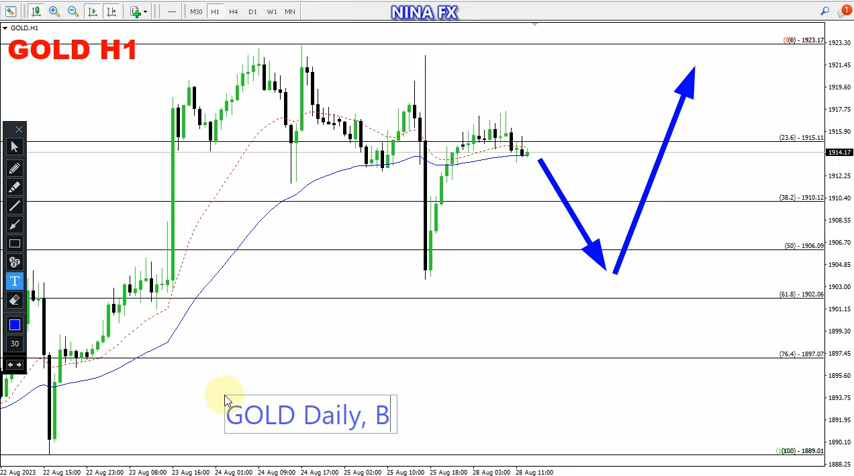 M30 H1 H4 D1 W1 MN
NINA FX
GOLD,H1
GOLD H1
(0) - 1923.17
(23.6) - 1915.11
(38.2) - 1910.12
(50) - 1906.09
(61.8) - 1902.06
(76.4) - 1897.07
(100) - 1889.01
1923.30
1921.45
1919.60
1917.75
1915.90
1914.17
1912.25
1910.40
1908.55
1906.70
1904.85
1903.00
1901.15
1899.30
1897.45
1895.60
1893.75
1891.95
1890.10
1888.25
T
30
GOLD Daily, B
22 Aug 2023
22 Aug 15:00
22 Aug 23:00
23 Aug 08:00
23 Aug 16:00
24 Aug 01:00
24 Aug 09:00
24 Aug 17:00
25 Aug 02:00
25 Aug 10:00
25 Aug 18:00
28 Aug 03:00
28 Aug 11:00